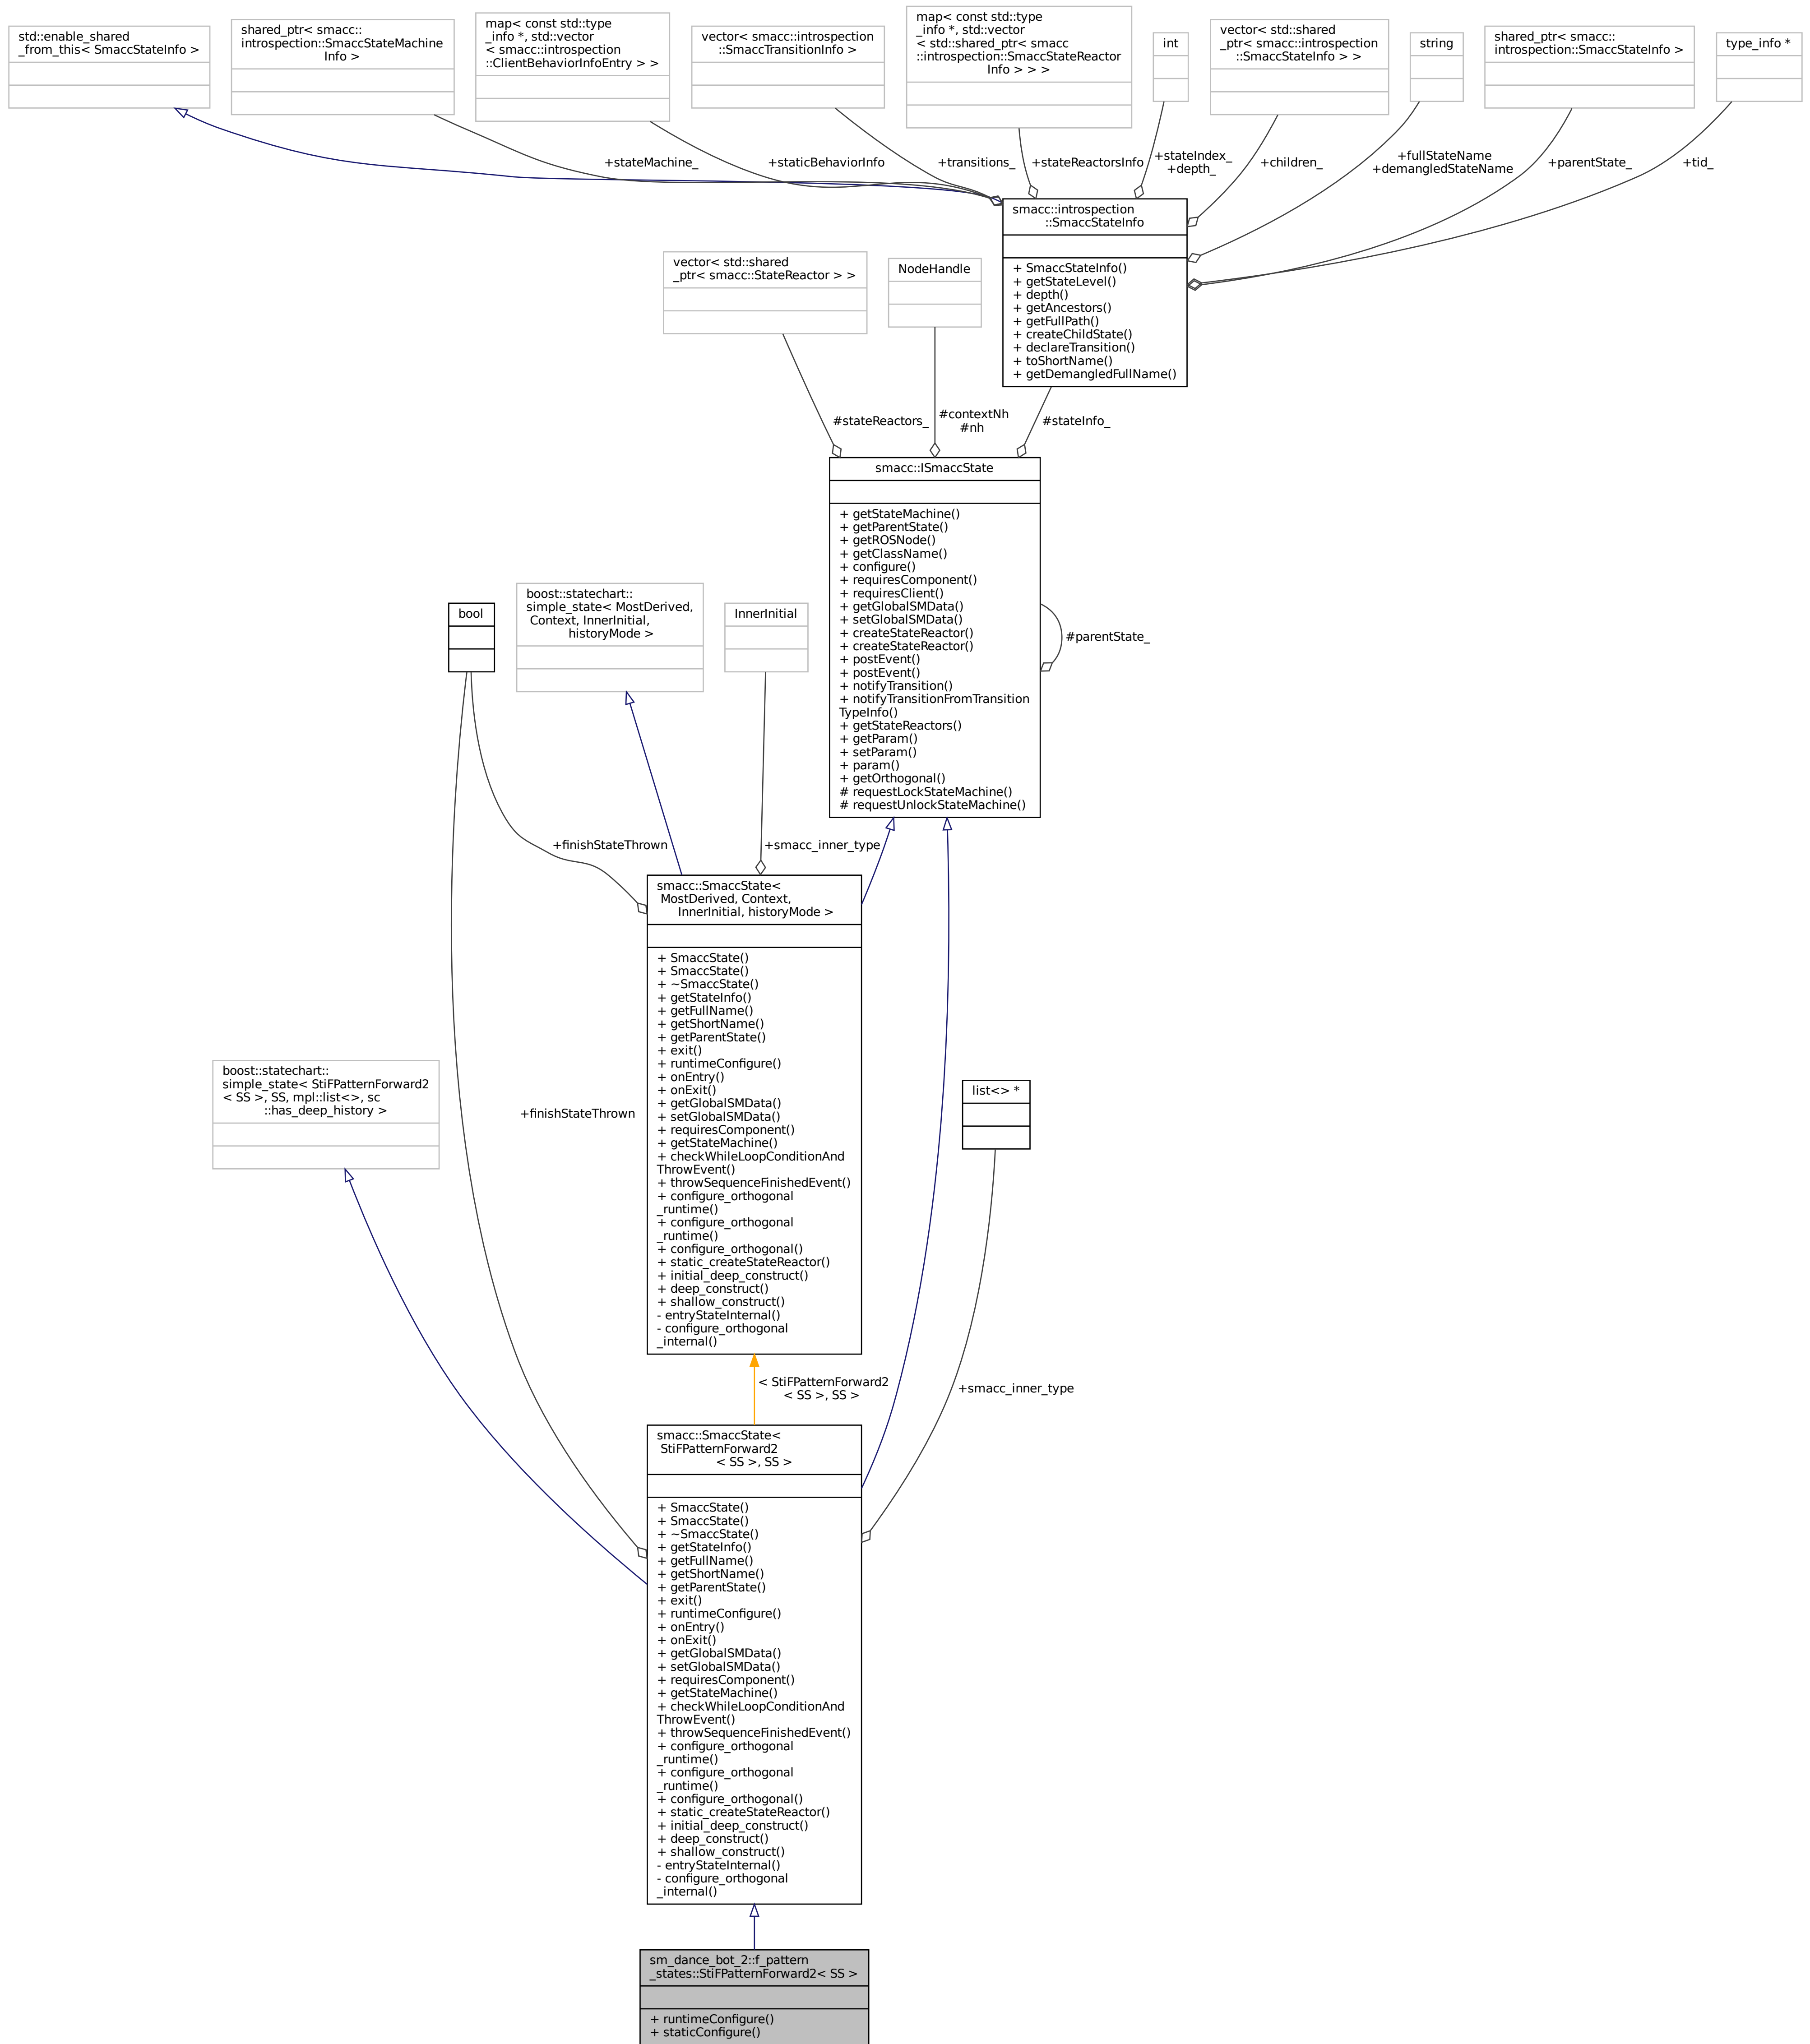 std::enable_shared
_from_this< SmaccStateInfo >
shared_ptr< smacc::
introspection::SmaccStateMachine
Info >
map< const std::type
_info *, std::vector
< smacc::introspection
::ClientBehaviorInfoEntry > >
vector< smacc::introspection
::SmaccTransitionInfo >
map< const std::type
_info *, std::vector
< std::shared_ptr< smacc
::introspection::SmaccStateReactor
Info > > >
int
vector< std::shared
_ptr< smacc::introspection
::SmaccStateInfo > >
string
shared_ptr< smacc::
introspection::SmaccStateInfo >
type_info *
+stateMachine_
+staticBehaviorInfo
+transitions_
+stateReactorsInfo
+stateIndex_
+depth_
+children_
+fullStateName
+demangledStateName
+parentState_
+tid_
smacc::introspection
::SmaccStateInfo
+ SmaccStateInfo()
+ getStateLevel()
+ depth()
+ getAncestors()
+ getFullPath()
+ createChildState()
+ declareTransition()
+ toShortName()
+ getDemangledFullName()
vector< std::shared
_ptr< smacc::StateReactor > >
NodeHandle
#stateReactors_
#contextNh
#nh
#stateInfo_
smacc::ISmaccState
+ getStateMachine()
+ getParentState()
+ getROSNode()
+ getClassName()
+ configure()
+ requiresComponent()
+ requiresClient()
+ getGlobalSMData()
+ setGlobalSMData()
+ createStateReactor()
+ createStateReactor()
+ postEvent()
+ postEvent()
+ notifyTransition()
+ notifyTransitionFromTransition
TypeInfo()
+ getStateReactors()
+ getParam()
+ setParam()
+ param()
+ getOrthogonal()
# requestLockStateMachine()
# requestUnlockStateMachine()
#parentState_
bool
boost::statechart::
simple_state< MostDerived,
Context, InnerInitial,
historyMode >
InnerInitial
+finishStateThrown
+smacc_inner_type
smacc::SmaccState<
MostDerived, Context,
InnerInitial, historyMode >
+ SmaccState()
+ SmaccState()
+ ~SmaccState()
+ getStateInfo()
+ getFullName()
+ getShortName()
+ getParentState()
+ exit()
+ runtimeConfigure()
+ onEntry()
+ onExit()
+ getGlobalSMData()
+ setGlobalSMData()
+ requiresComponent()
+ getStateMachine()
+ checkWhileLoopConditionAnd
ThrowEvent()
+ throwSequenceFinishedEvent()
+ configure_orthogonal
_runtime()
+ configure_orthogonal
_runtime()
+ configure_orthogonal()
+ static_createStateReactor()
+ initial_deep_construct()
+ deep_construct()
+ shallow_construct()
- entryStateInternal()
- configure_orthogonal
_internal()
boost::statechart::
simple_state< StiFPatternForward2
< SS >, SS, mpl::list<>, sc
::has_deep_history >
+finishStateThrown
list<> *
< StiFPatternForward2
< SS >, SS >
+smacc_inner_type
smacc::SmaccState<
StiFPatternForward2
< SS >, SS >
+ SmaccState()
+ SmaccState()
+ ~SmaccState()
+ getStateInfo()
+ getFullName()
+ getShortName()
+ getParentState()
+ exit()
+ runtimeConfigure()
+ onEntry()
+ onExit()
+ getGlobalSMData()
+ setGlobalSMData()
+ requiresComponent()
+ getStateMachine()
+ checkWhileLoopConditionAnd
ThrowEvent()
+ throwSequenceFinishedEvent()
+ configure_orthogonal
_runtime()
+ configure_orthogonal
_runtime()
+ configure_orthogonal()
+ static_createStateReactor()
+ initial_deep_construct()
+ deep_construct()
+ shallow_construct()
- entryStateInternal()
- configure_orthogonal
_internal()
sm_dance_bot_2::f_pattern
_states::StiFPatternForward2< SS >
+ runtimeConfigure()
+ staticConfigure()